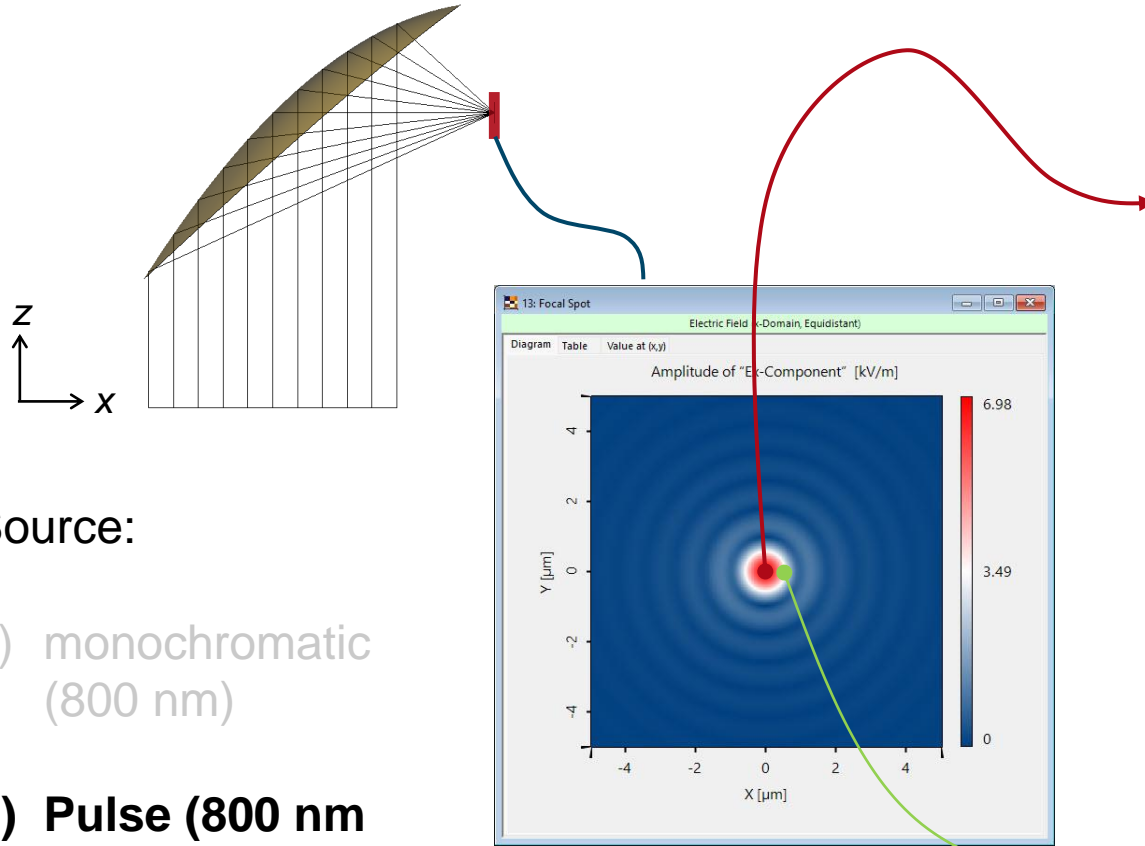 z
x
13: Focal Spot
Electric Field (x-Domain, Equidistant)
Diagram Table Value at (x,y)
Amplitude of "Ex-Component" [kV/m]
6.98
3.49
0
4
2
0
-2
-4
Y [µm]
-4 -2 0 2 4
X [µm]
ource:
) monochromatic
(800 nm)
) Pulse (800 nm